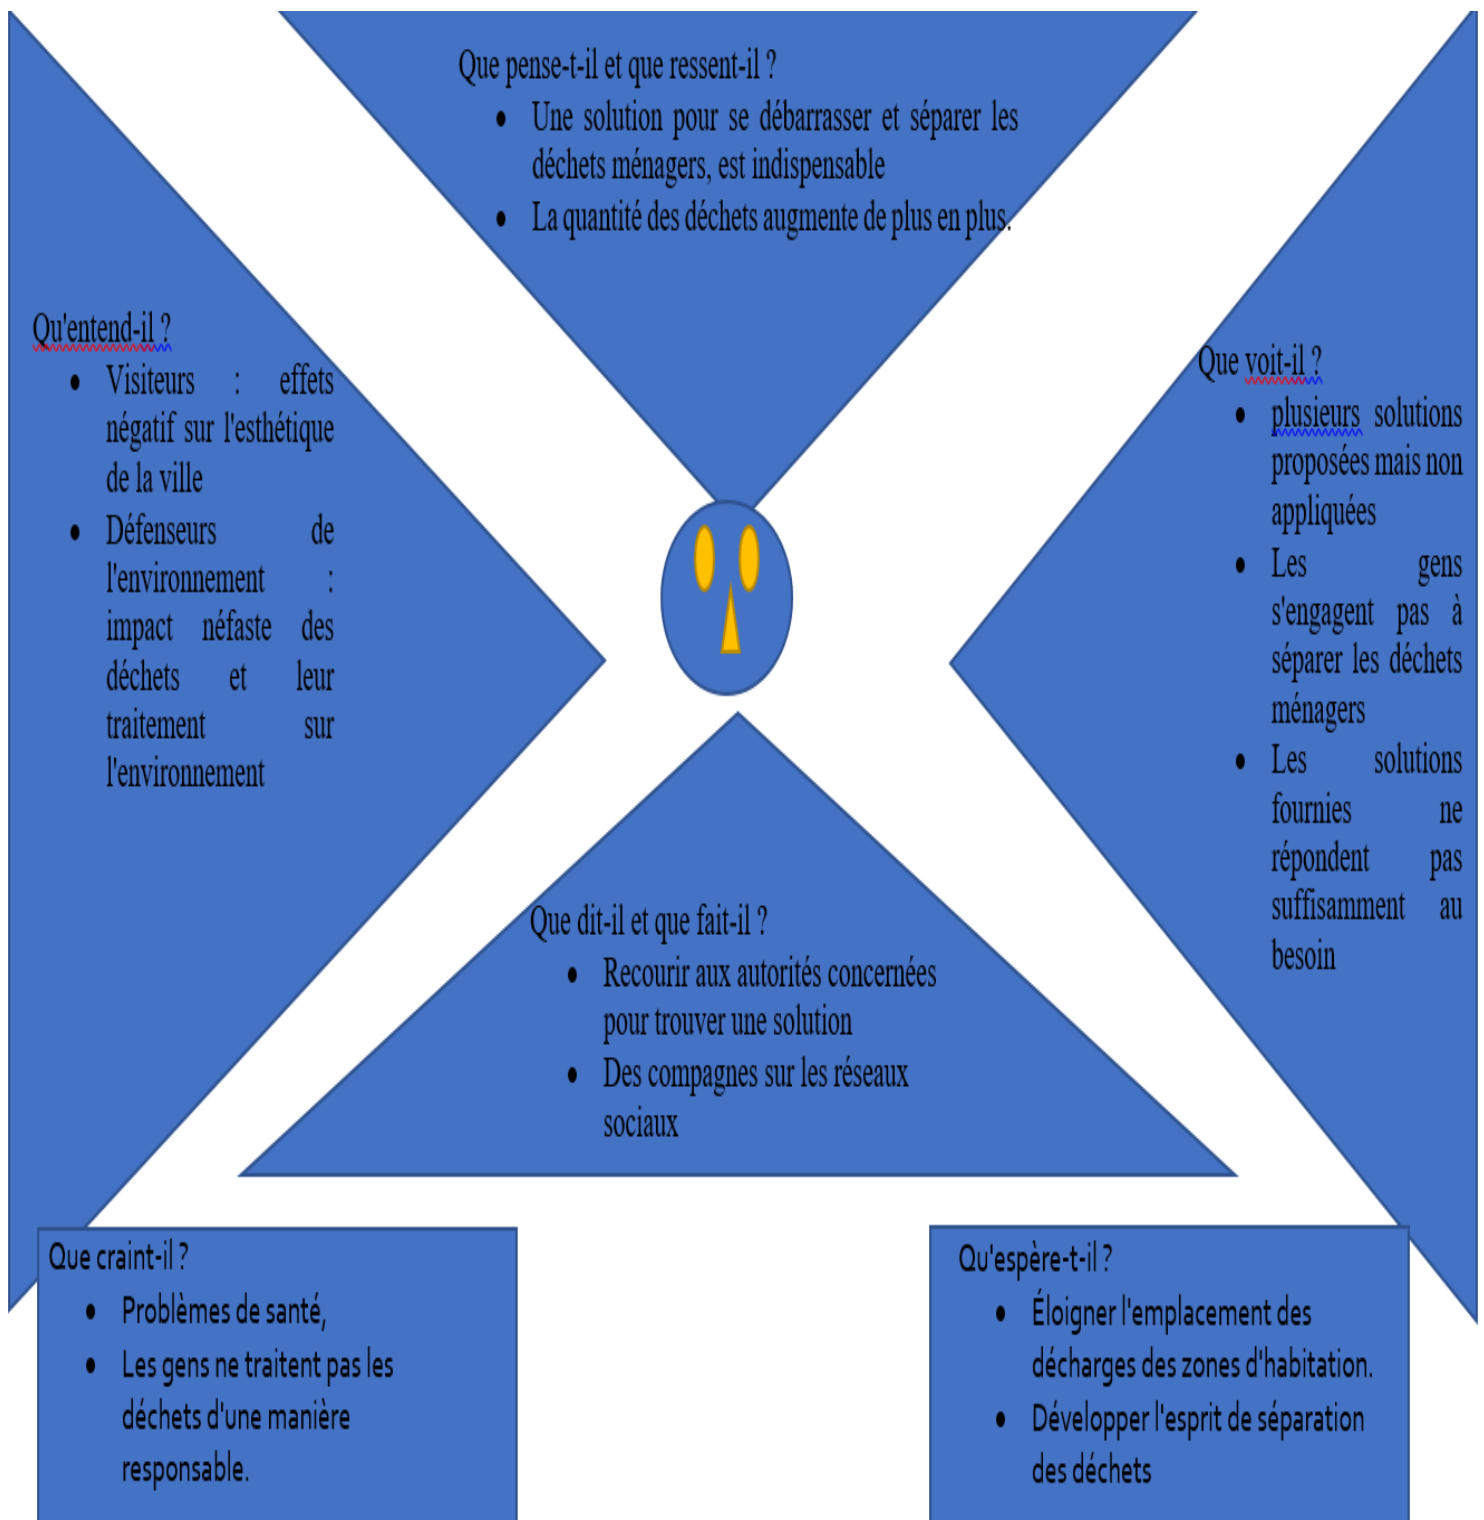 Que pense-t-il et que ressent-il ?
• Une solution pour se débarrasser et séparer les
déchets ménagers, est indispensable
• La quantité des déchets augmente de plus en plus.
Qu'entend-il ?
• Visiteurs : effets
négatif sur l'esthétique
de la ville
• Défenseurs de
l'environnement :
impact néfaste des
déchets et leur
traitement sur
l'environnement
Que voit-il ?
• plusieurs solutions
proposées mais non
appliquées
• Les gens
s'engagent pas à
séparer les déchets
ménagers
• Les solutions
fournies ne
répondent pas
suffisamment au
besoin
Que dit-il et que fait-il ?
• Recourir aux autorités concernées
pour trouver une solution
• Des compagnes sur les réseaux
sociaux
Que craint-il ?
• Problèmes de santé,
• Les gens ne traitent pas les
déchets d'une manière
responsable.
Qu'espère-t-il ?
• Éloigner l'emplacement des
décharges des zones d'habitation.
• Développer l'esprit de séparation
des déchets